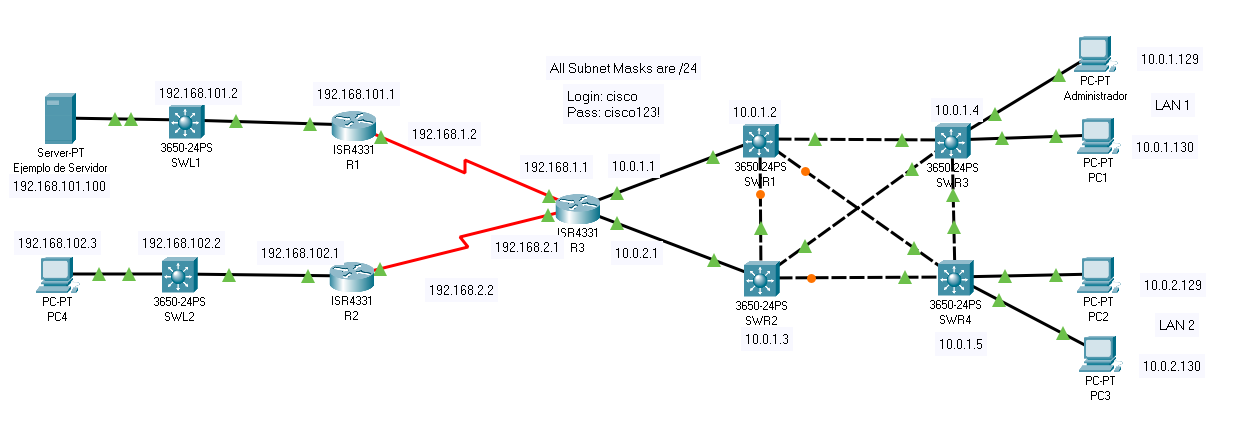 All Subnet Masks are /24
Login: cisco
Pass: cisco123!
Server-PT
Ejemplo de Servidor
192.168.101.100
192.168.101.2
3650-24PS
SWL1
192.168.101.1
ISR4331
R1
192.168.1.2
192.168.102.3
PC-PT
PC4
192.168.102.2
3650-24PS
SWL2
192.168.102.1
ISR4331
R2
192.168.2.2
192.168.1.1
192.168.2.1
ISR4331
R3
10.0.1.1
10.0.2.1
10.0.1.2
3650-24PS
SWR1
3650-24PS
SWR2
10.0.1.3
10.0.1.4
3650-24PS
SWR3
3650-24PS
SWR4
10.0.1.5
PC-PT
Administrador
10.0.1.129
LAN 1
PC-PT
PC1
10.0.1.130
PC-PT
PC2
10.0.2.129
LAN 2
PC-PT
PC3
10.0.2.130